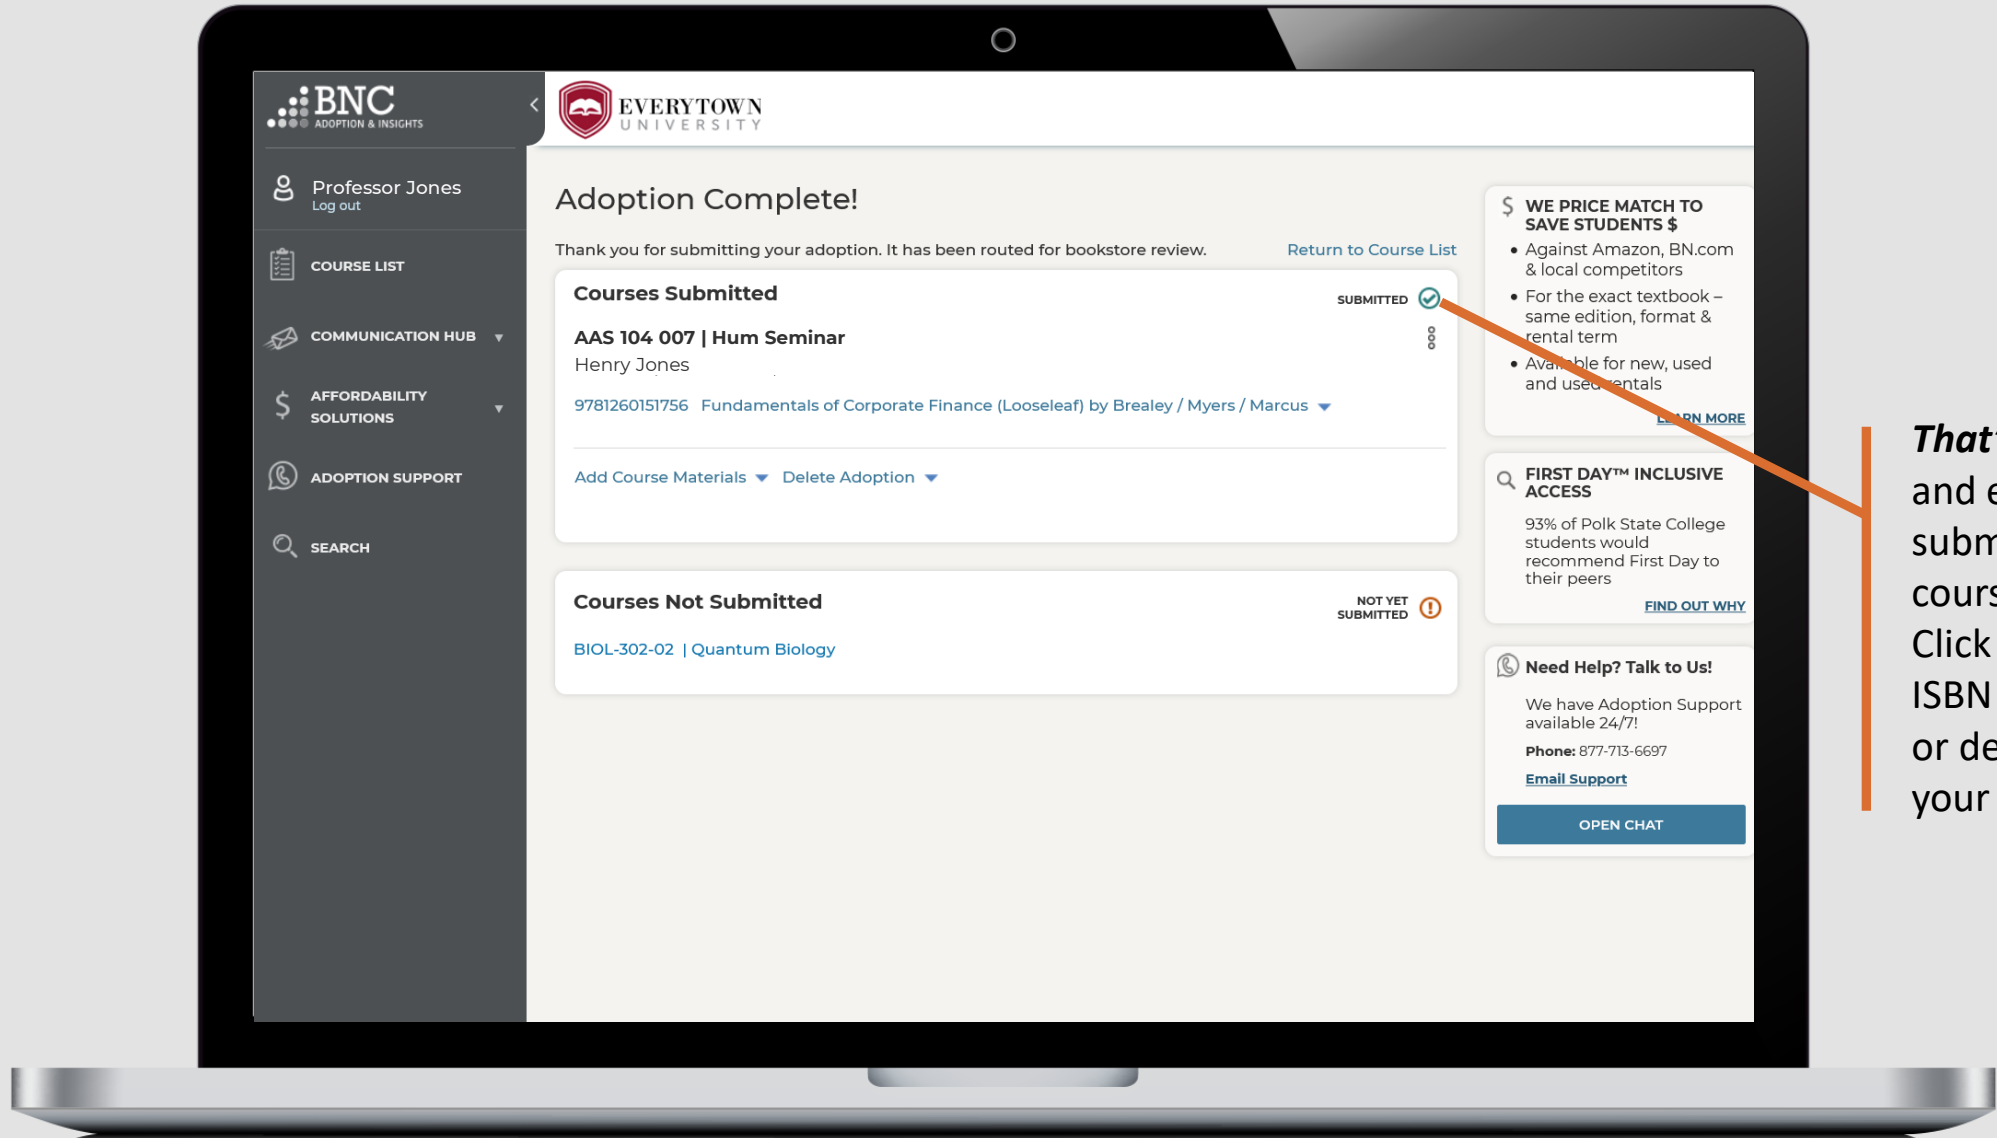 BNC
ADOPTION & INSIGHTS
EVERYTOWN
UNIVERSITY
Professor Jones
Log out
COURSE LIST
COMMUNICATION HUB
AFFORDABILITY
SOLUTIONS
ADOPTION SUPPORT
SEARCH
Adoption Complete!
Thank you for submitting your adoption. It has been routed for bookstore review.
Return to Course List
Courses Submitted
SUBMITTED
AAS 104 007 | Hum Seminar
Henry Jones
9781260151756 Fundamentals of Corporate Finance (Looseleaf) by Brealey / Myers / Marcus
Add Course Materials Delete Adoption
Courses Not Submitted
NOT YET
SUBMITTED
BIOL-302-02 | Quantum Biology
$ WE PRICE MATCH TO
SAVE STUDENTS $
• Against Amazon, BN.com
& local competitors
• For the exact textbook –
same edition, format &
rental term
• Available for new, used
and used rentals
LEARN MORE
FIRST DAY™ INCLUSIVE
ACCESS
93% of Polk State College
students would
recommend First Day to
their peers
FIND OUT WHY
Need Help? Talk to Us!
We have Adoption Support
available 24/7!
Phone: 877-713-6697
Email Support
OPEN CHAT
and
Click
ISBN
or
your